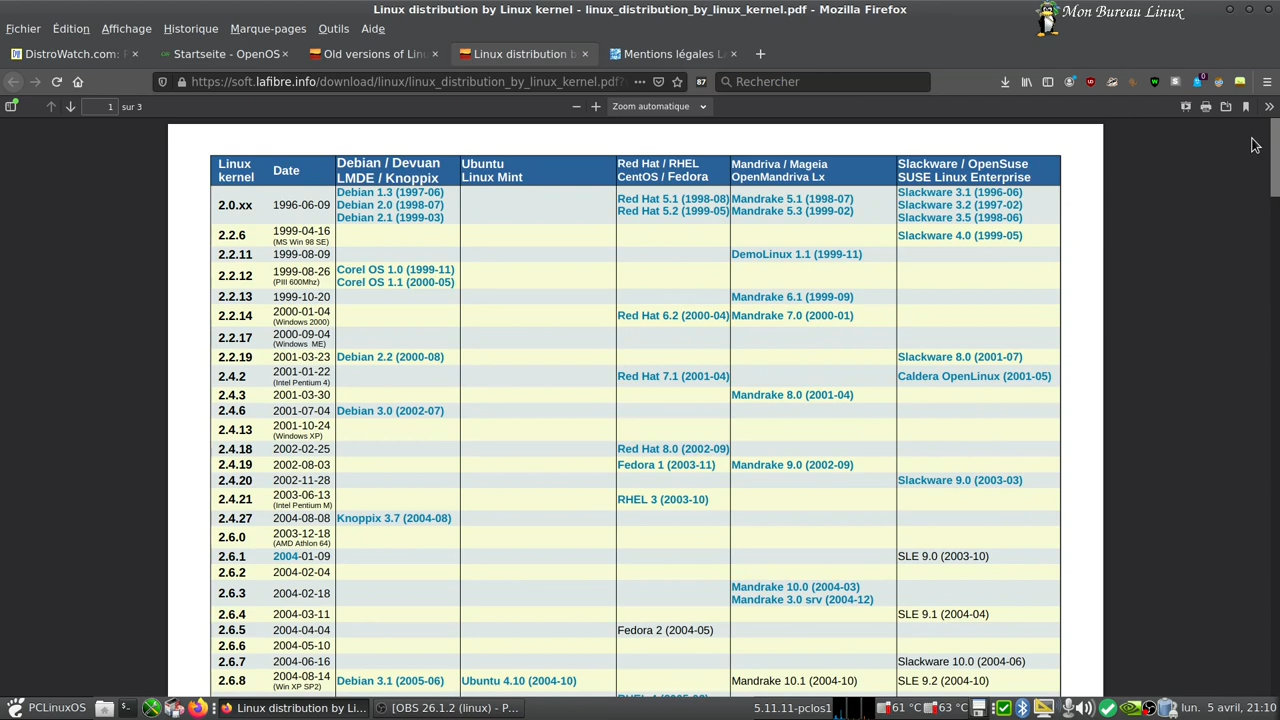 Linux distribution by Linux kernel - linux_distribution_by_linux_kernel.pdf - Mozilla Firefox
Mon Bureau Linux
Fichier Édition Affichage Historique Marque-pages Outils Aide
DistroWatch.com: Startseite - OpenOS Old versions of Lin Linux distribution b Mentions légales L
https://soft.lafibre.info/download/linux/linux_distribution_by_linux_kernel.pdf ... 87 Rechercher
1 sur 3 Zoom automatique
Linux kernel Date Debian / Devuan LMDE / Knoppix Ubuntu Linux Mint Red Hat / RHEL CentOS / Fedora Mandriva / Mageia OpenMandriva Lx Slackware / OpenSuse SUSE Linux Enterprise
Debian 1.3 (1997-06) Slackware 3.1 (1996-06)
2.0.xx 1996-06-09 Debian 2.0 (1998-07) Red Hat 5.1 (1998-08) Mandrake 5.1 (1998-07) Slackware 3.2 (1997-02)
Debian 2.1 (1999-03) Red Hat 5.2 (1999-05) Mandrake 5.3 (1999-02) Slackware 3.5 (1998-06)
2.2.6 1999-04-16 Slackware 4.0 (1999-05)
(MS Win 98 SE)
2.2.11 1999-08-09 DemoLinux 1.1 (1999-11)
2.2.12 1999-08-26 Corel OS 1.0 (1999-11)
(PIII 600Mhz) Corel OS 1.1 (2000-05)
2.2.13 1999-10-20 Mandrake 6.1 (1999-09)
2.2.14 2000-01-04 Red Hat 6.2 (2000-04) Mandrake 7.0 (2000-01)
(Windows 2000)
2.2.17 2000-09-04
(Windows ME)
2.2.19 2001-03-23 Debian 2.2 (2000-08) Slackware 8.0 (2001-07)
2.4.2 2001-01-22 Red Hat 7.1 (2001-04) Caldera OpenLinux (2001-05)
(Intel Pentium 4)
2.4.3 2001-03-30 Mandrake 8.0 (2001-04)
2.4.6 2001-07-04 Debian 3.0 (2002-07)
2.4.13 2001-10-24
(Windows XP)
2.4.18 2002-02-25 Red Hat 8.0 (2002-09)
2.4.19 2002-08-03 Fedora 1 (2003-11) Mandrake 9.0 (2002-09)
2.4.20 2002-11-28 Slackware 9.0 (2003-03)
2.4.21 2003-06-13 RHEL 3 (2003-10)
(Intel Pentium M)
2.4.27 2004-08-08 Knoppix 3.7 (2004-08)
2.6.0 2003-12-18
(AMD Athlon 64)
2.6.1 2004-01-09 SLE 9.0 (2003-10)
2.6.2 2004-02-04
2.6.3 2004-02-18 Mandrake 10.0 (2004-03)
Mandrake 3.0 srv (2004-12)
2.6.4 2004-03-11 SLE 9.1 (2004-04)
2.6.5 2004-04-04 Fedora 2 (2004-05)
2.6.6 2004-05-10
2.6.7 2004-06-16 Slackware 10.0 (2004-06)
2.6.8 2004-08-14 Debian 3.1 (2005-06) Ubuntu 4.10 (2004-10) Mandrake 10.1 (2004-10) SLE 9.2 (2004-10)
(Win XP SP2)
PCLinuxOS Linux distribution by Li... [OBS 26.1.2 (linux) - P... 5.11.11-pclos1 61 °C 63 °C lun. 5 avril, 21:10